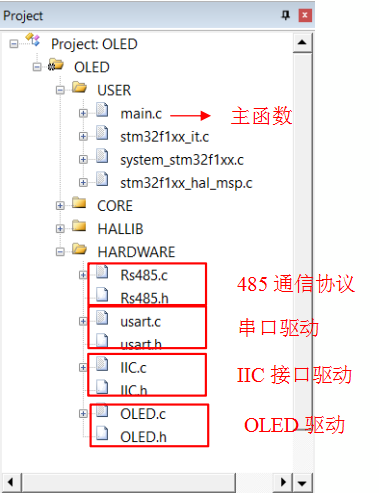 Project
Project: OLED
OLED
USER
main.c
主函数
stm32f1xx_it.c
system_stm32f1xx.c
stm32f1xx_hal_msp.c
CORE
HALLIB
HARDWARE
Rs485.c
485 通信协议
Rs485.h
usart.c
串口驱动
usart.h
IIC.c
IIC 接口驱动
IIC.h
OLED.c
OLED 驱动
OLED.h